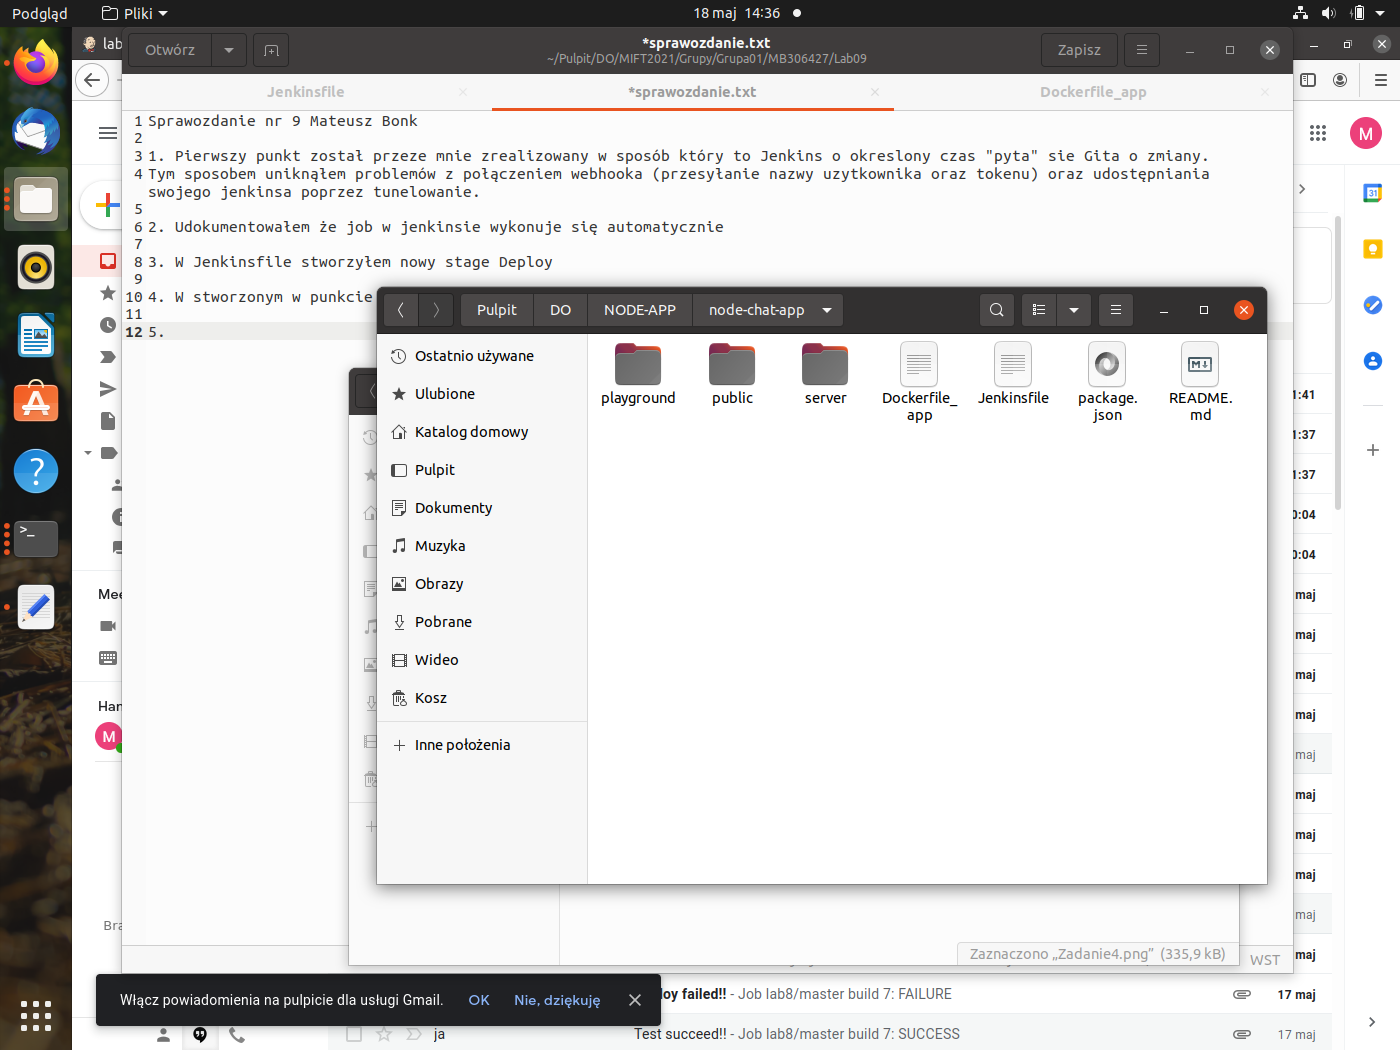 Podgląd
Pliki
18 maj 14:36
lab
Otwórz
*sprawozdanie.txt
~/Pulpit/DO/MIFT2021/Grupy/Grupa01/MB306427/Lab09
Zapisz
Jenkinsfile
*sprawozdanie.txt
Dockerfile_app
1 Sprawozdanie nr 9 Mateusz Bonk
2
3 1. Pierwszy punkt został przeze mnie zrealizowany w sposób który to Jenkins o okreslony czas "pyta" sie Gita o zmiany.
4 Tym sposobem uniknąłem problemów z połączeniem webhooka (przesyłanie nazwy uzytkownika oraz tokenu) oraz udostępniania
swojego jenkinsa poprzez tunelowanie.
5
6 2. Udokumentowałem że job w jenkinsie wykonuje się automatycznie
7
8 3. W Jenkinsfile stworzyłem nowy stage Deploy
9
10 4. W stworzonym w punkcie
11
12 5.
Pulpit
DO
NODE-APP
node-chat-app
Ostatnio używane
Ulubione
Katalog domowy
Pulpit
Dokumenty
Muzyka
Obrazy
Pobrane
Wideo
Kosz
Inne położenia
playground
public
server
Dockerfile_
app
Jenkinsfile
package.
json
README.
md
M
31
1:41
1:37
1:37
0:04
0:04
maj
maj
maj
maj
maj
maj
maj
maj
maj
maj
Mee
Han
M
Bra
Zaznaczono „Zadanie4.png” (335,9 kB)
WST
Włącz powiadomienia na pulpicie dla usługi Gmail.
OK
Nie, dziękuję
oy failed!! - Job lab8/master build 7: FAILURE
17 maj
ja
Test succeed!! - Job lab8/master build 7: SUCCESS
17 maj